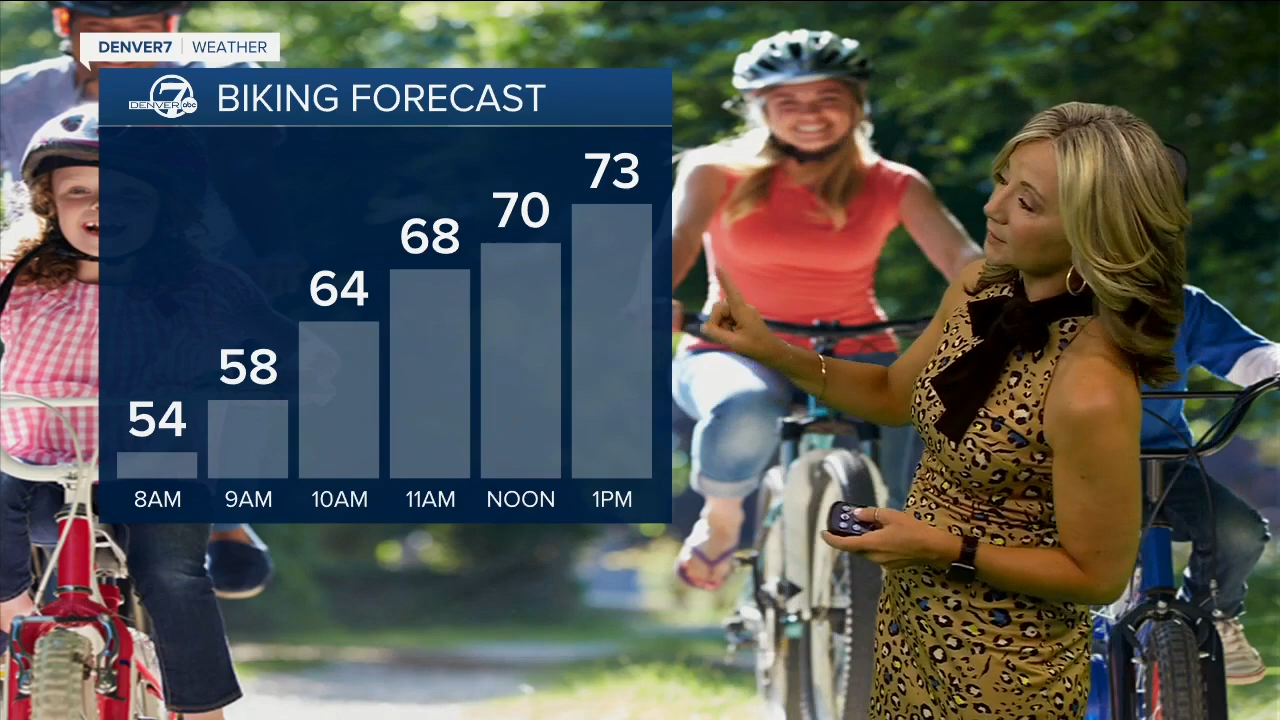 DENVER7 | WEATHER
DENVER 7 abc
BIKING FORECAST
54 58 64 68 70 73
8AM 9AM 10AM 11AM NOON 1PM